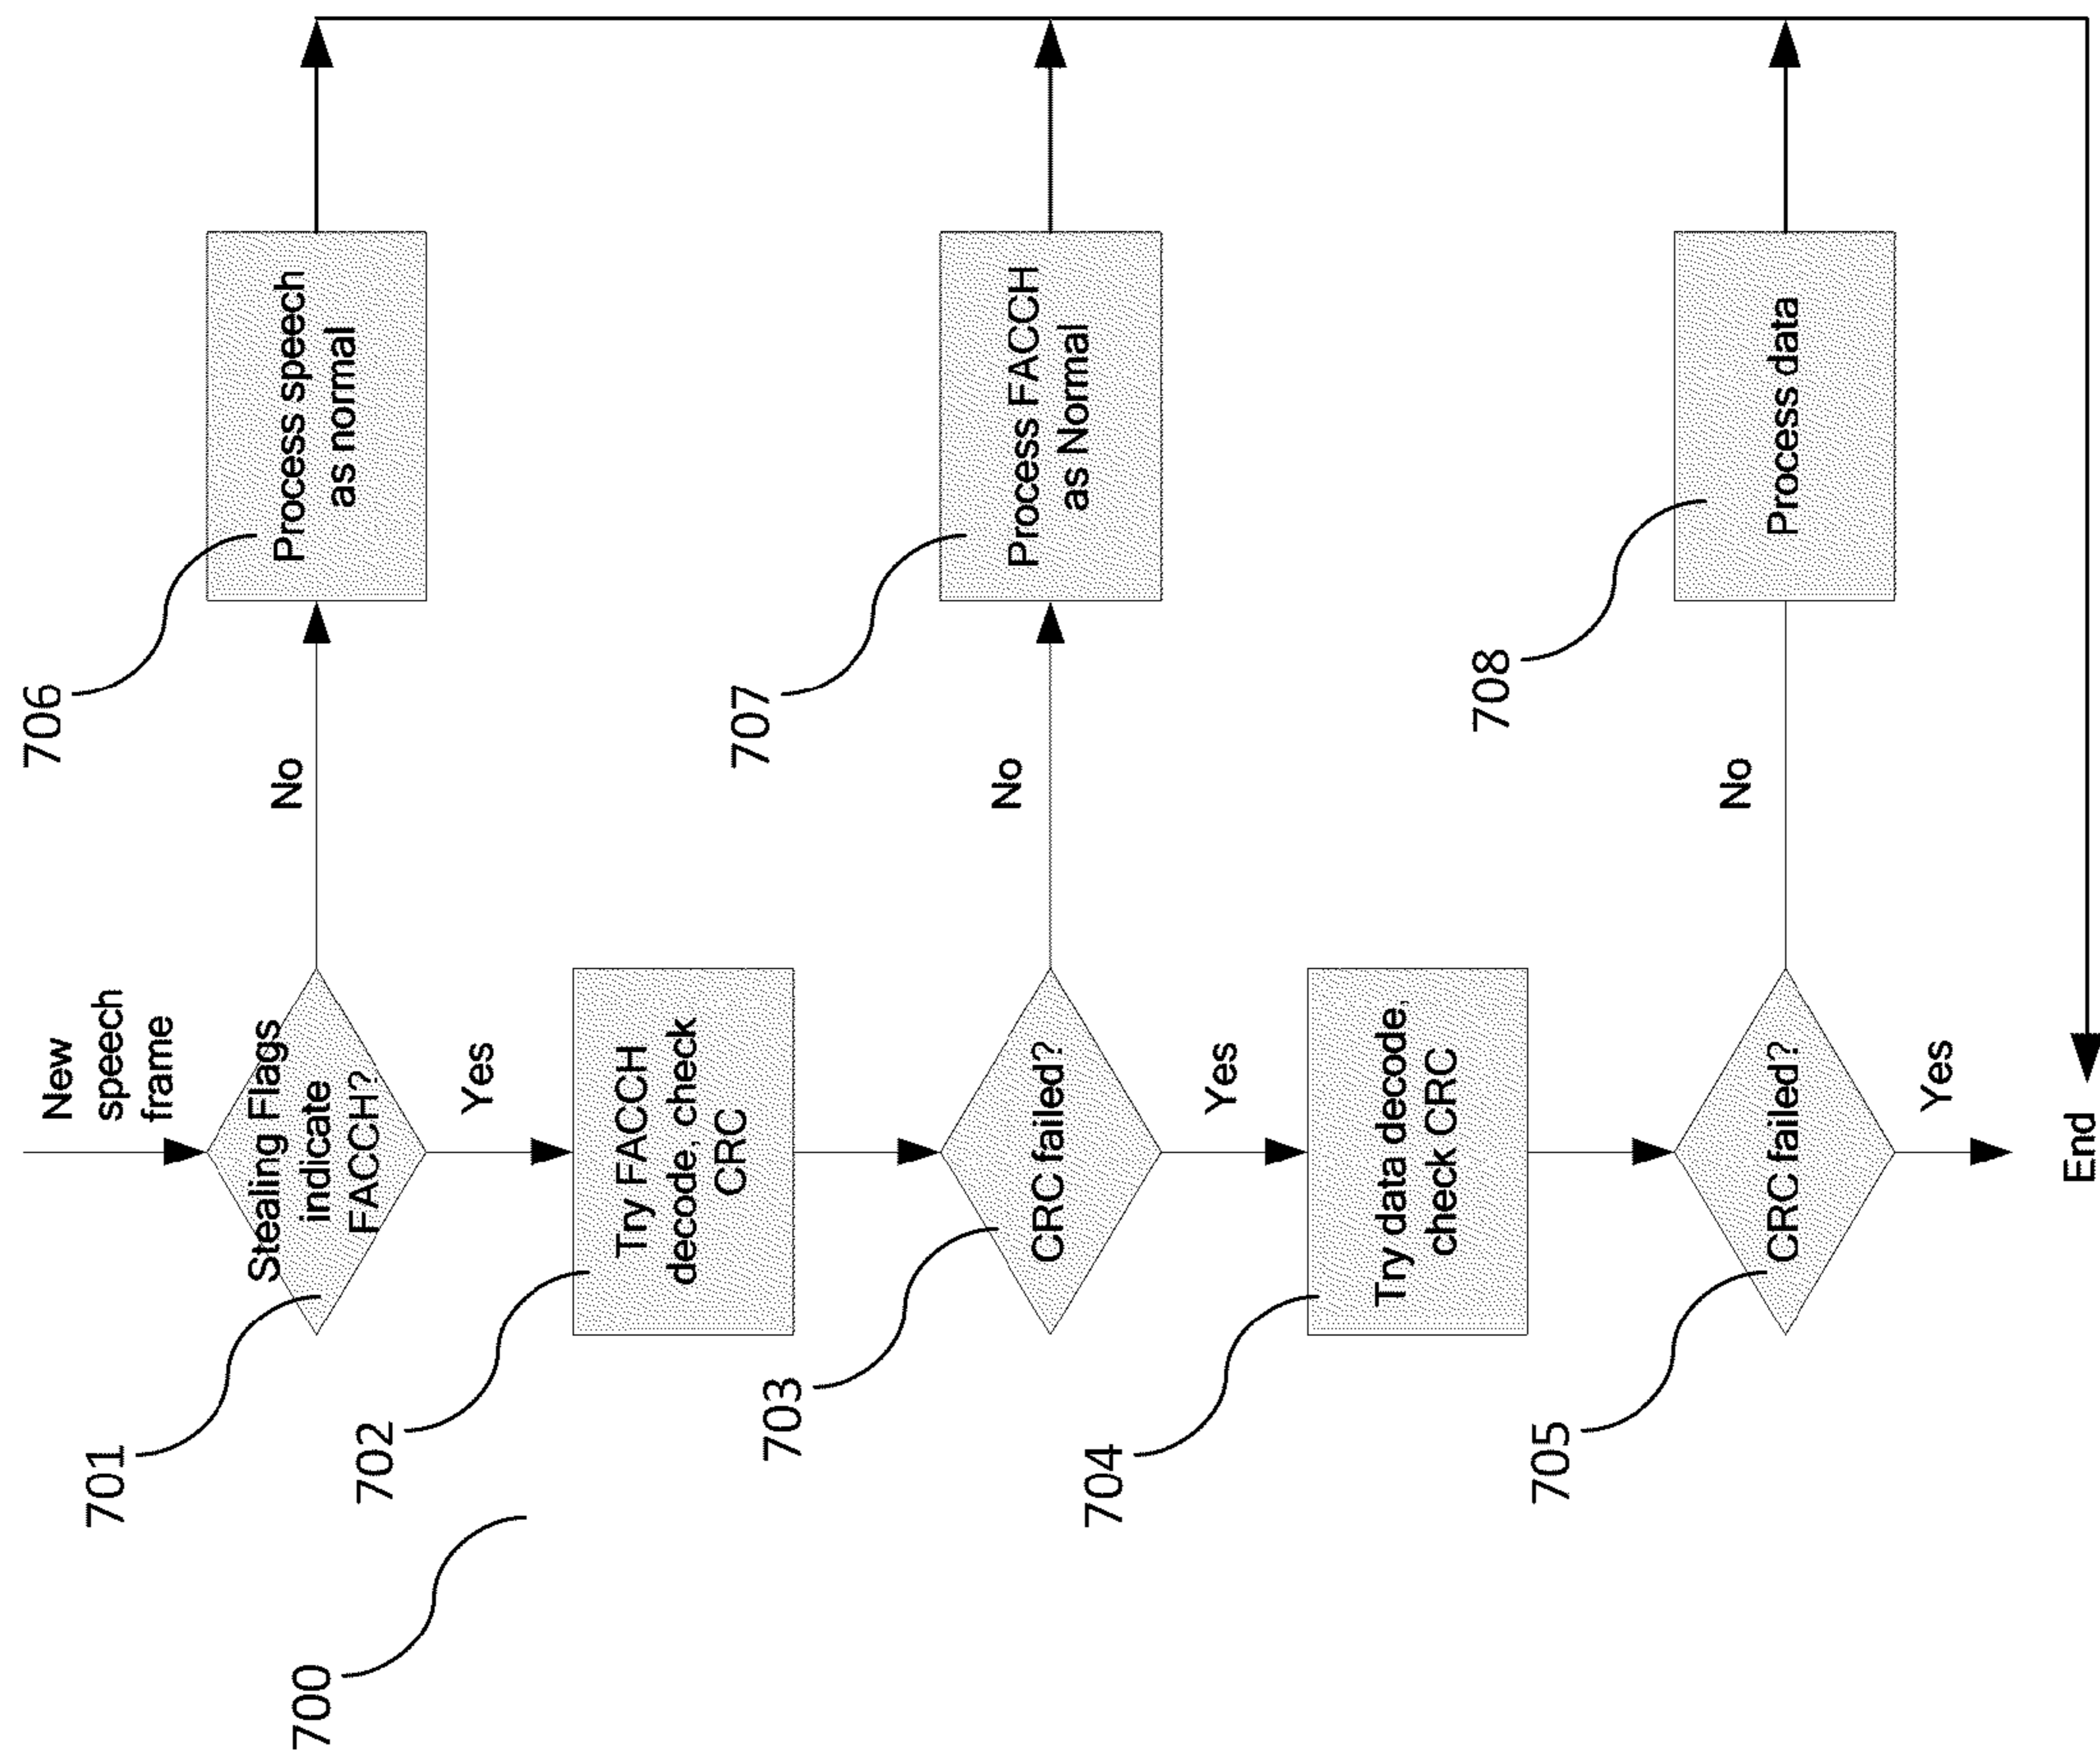 New
speech
frame
701
Stealing Flags
indicate
FACCH?
No
706
Process speech
as normal
Yes
700
702
Try FACCH
decode, check
CRC
703
CRC failed?
No
707
Process FACCH
as Normal
Yes
704
Try data decode,
check CRC
705
CRC failed?
No
708
Process data
Yes
End